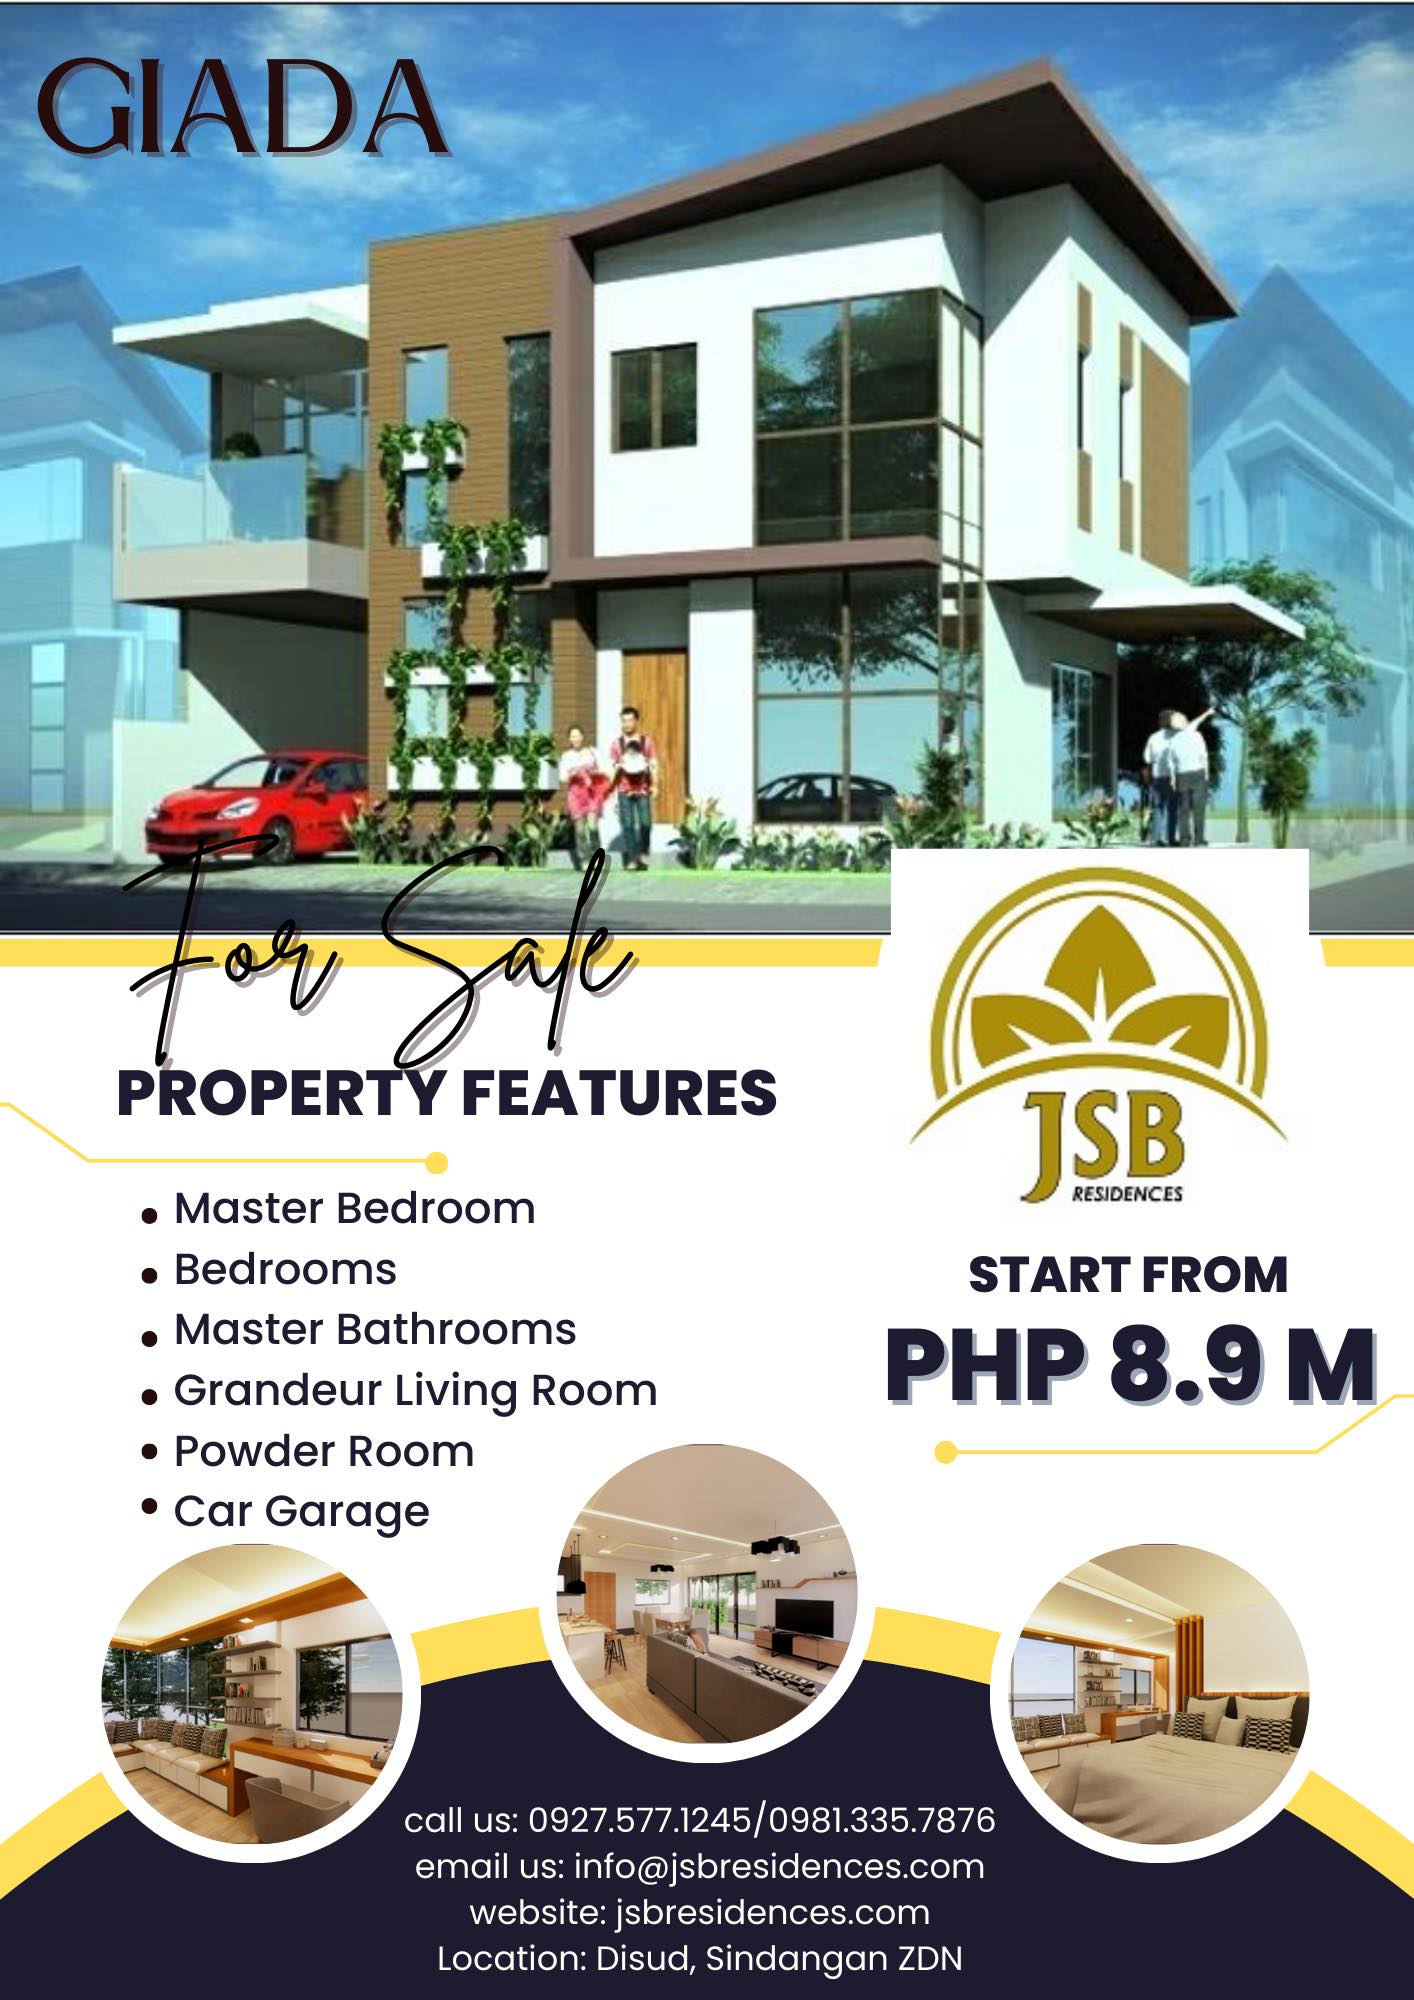 GIADA
For Sale
PROPERTY FEATURES
• Master Bedroom
• Bedrooms
• Master Bathrooms
• Grandeur Living Room
• Powder Room
• Car Garage
JSB
RESIDENCES
START FROM
PHP 8.9 M
call us: 0927.577.1245/0981.335.7876
email us: info@jsbresidences.com
website: jsbresidences.com
Location: Disud, Sindangan ZDN